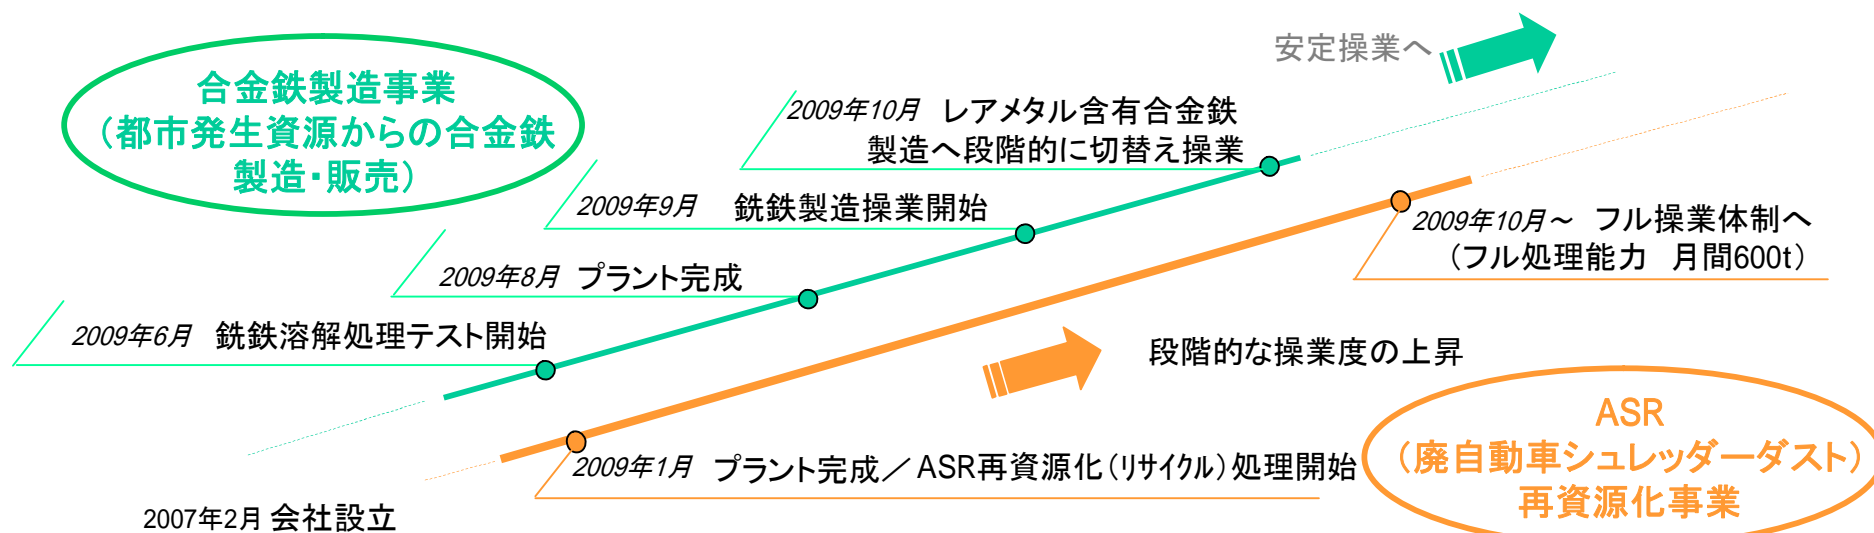 安定操業へ
合金鉄製造事業
（都市発生資源からの合金鉄
製造・販売）
2009年10月 レアメタル含有合金鉄
製造へ段階的に切替え操業
2009年9月 銑鉄製造操業開始
2009年10月～ フル操業体制へ
（フル処理能力 月間600t）
2009年8月 プラント完成
2009年6月 銑鉄溶解処理テスト開始
段階的な操業度の上昇
ASR
（廃自動車シュレッダーダスト）
再資源化事業
2009年1月 プラント完成／ASR再資源化（リサイクル）処理開始
2007年2月 会社設立